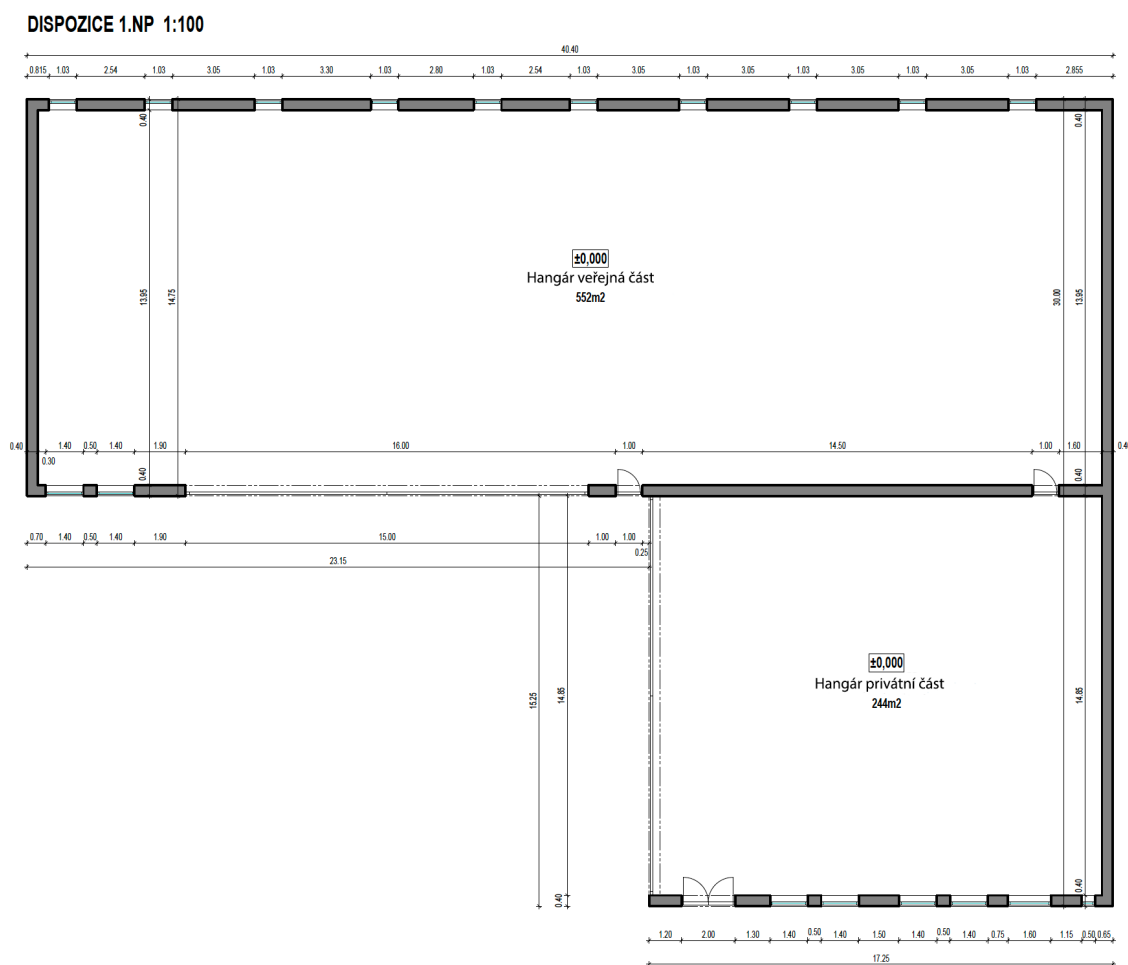 DISPOZICE 1.NP 1:100
40.40
0.815 1.03 2.54 1.03 3.05 1.03 3.30 1.03 2.80 1.03 2.54 1.03 3.05 1.03 3.05 1.03 3.05 1.03 3.05 1.03 2.855
0.40 0.40
±0,000
Hangár veřejná část
552m2
13.95 14.75 30.00 13.95
0.40 1.40 0.50 1.40 1.90 16.00 1.00 14.50 1.00 1.60 0.40
0.30
0.40 0.40
0.70 1.40 0.50 1.40 1.90 15.00 1.00 1.00
0.25
23.15
±0,000
Hangár privátní část
244m2
15.25 14.85 14.85
0.40 0.40
1.20 2.00 1.30 1.40 0.50 1.40 1.50 1.40 0.50 1.40 0.75 1.60 1.15 0.50 0.65
17.25